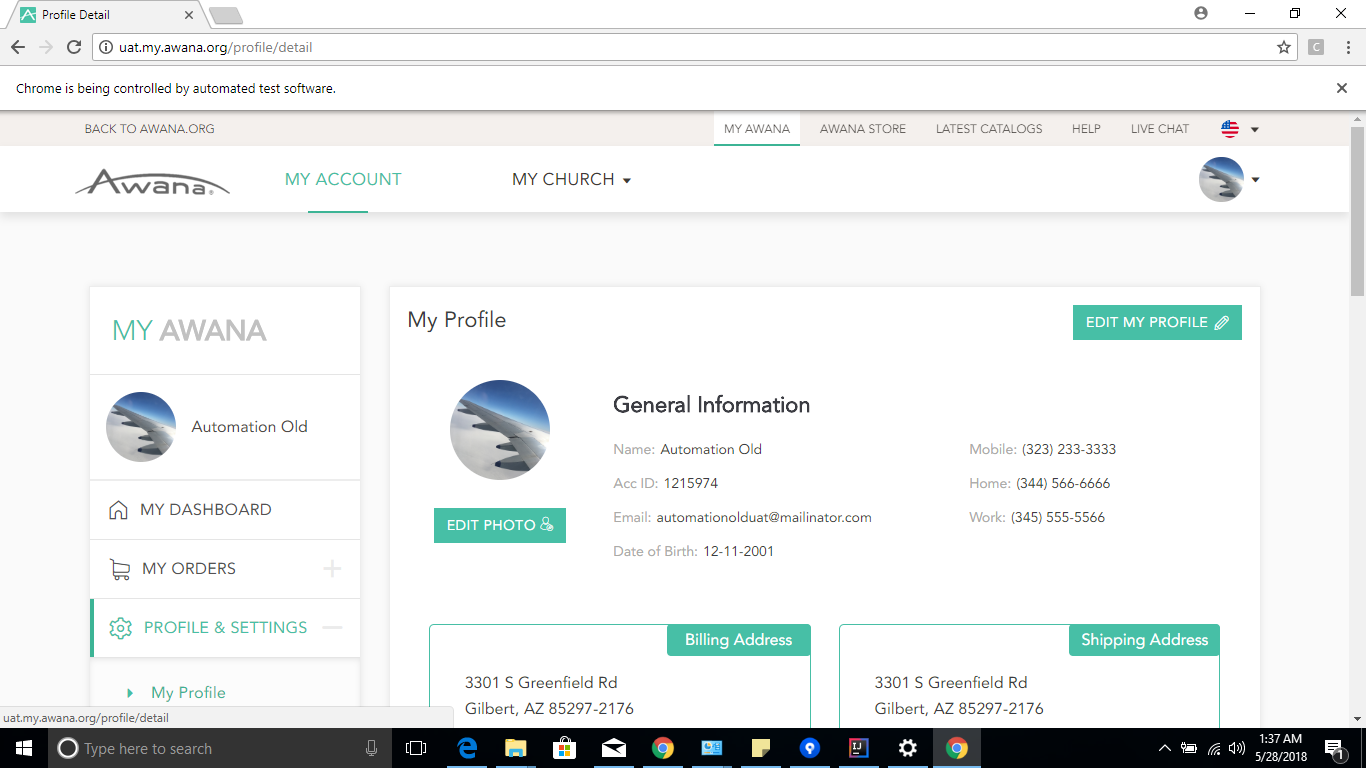 Profile Detail
uat.my.awana.org/profile/detail
C
Chrome is being controlled by automated test software.
BACK TO AWANA.ORG
MY AWANA
AWANA STORE
LATEST CATALOGS
HELP
LIVE CHAT
Awana®
MY ACCOUNT
MY CHURCH
MY AWANA
Automation Old
MY DASHBOARD
MY ORDERS
PROFILE & SETTINGS
My Profile
My Profile
EDIT MY PROFILE
EDIT PHOTO
General Information
Name: Automation Old
Acc ID: 1215974
Email: automationolduat@mailinator.com
Date of Birth: 12-11-2001
Mobile: (323) 233-3333
Home: (344) 566-6666
Work: (345) 555-5566
Billing Address
3301 S Greenfield Rd
Gilbert, AZ 85297-2176
Shipping Address
3301 S Greenfield Rd
Gilbert, AZ 85297-2176
uat.my.awana.org/profile/detail
Type here to search
IJ
1:37 AM
5/28/2018
1